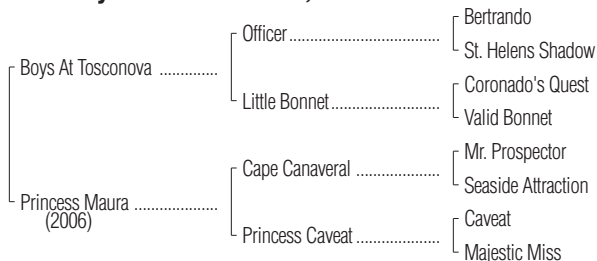 Bertrando
Officer
St. Helens Shadow
Boys At Tosconova
Coronado's Quest
Little Bonnet
Valid Bonnet
Mr. Prospector
Cape Canaveral
Seaside Attraction
Princess Maura
(2006)
Caveat
Princess Caveat
Majestic Miss